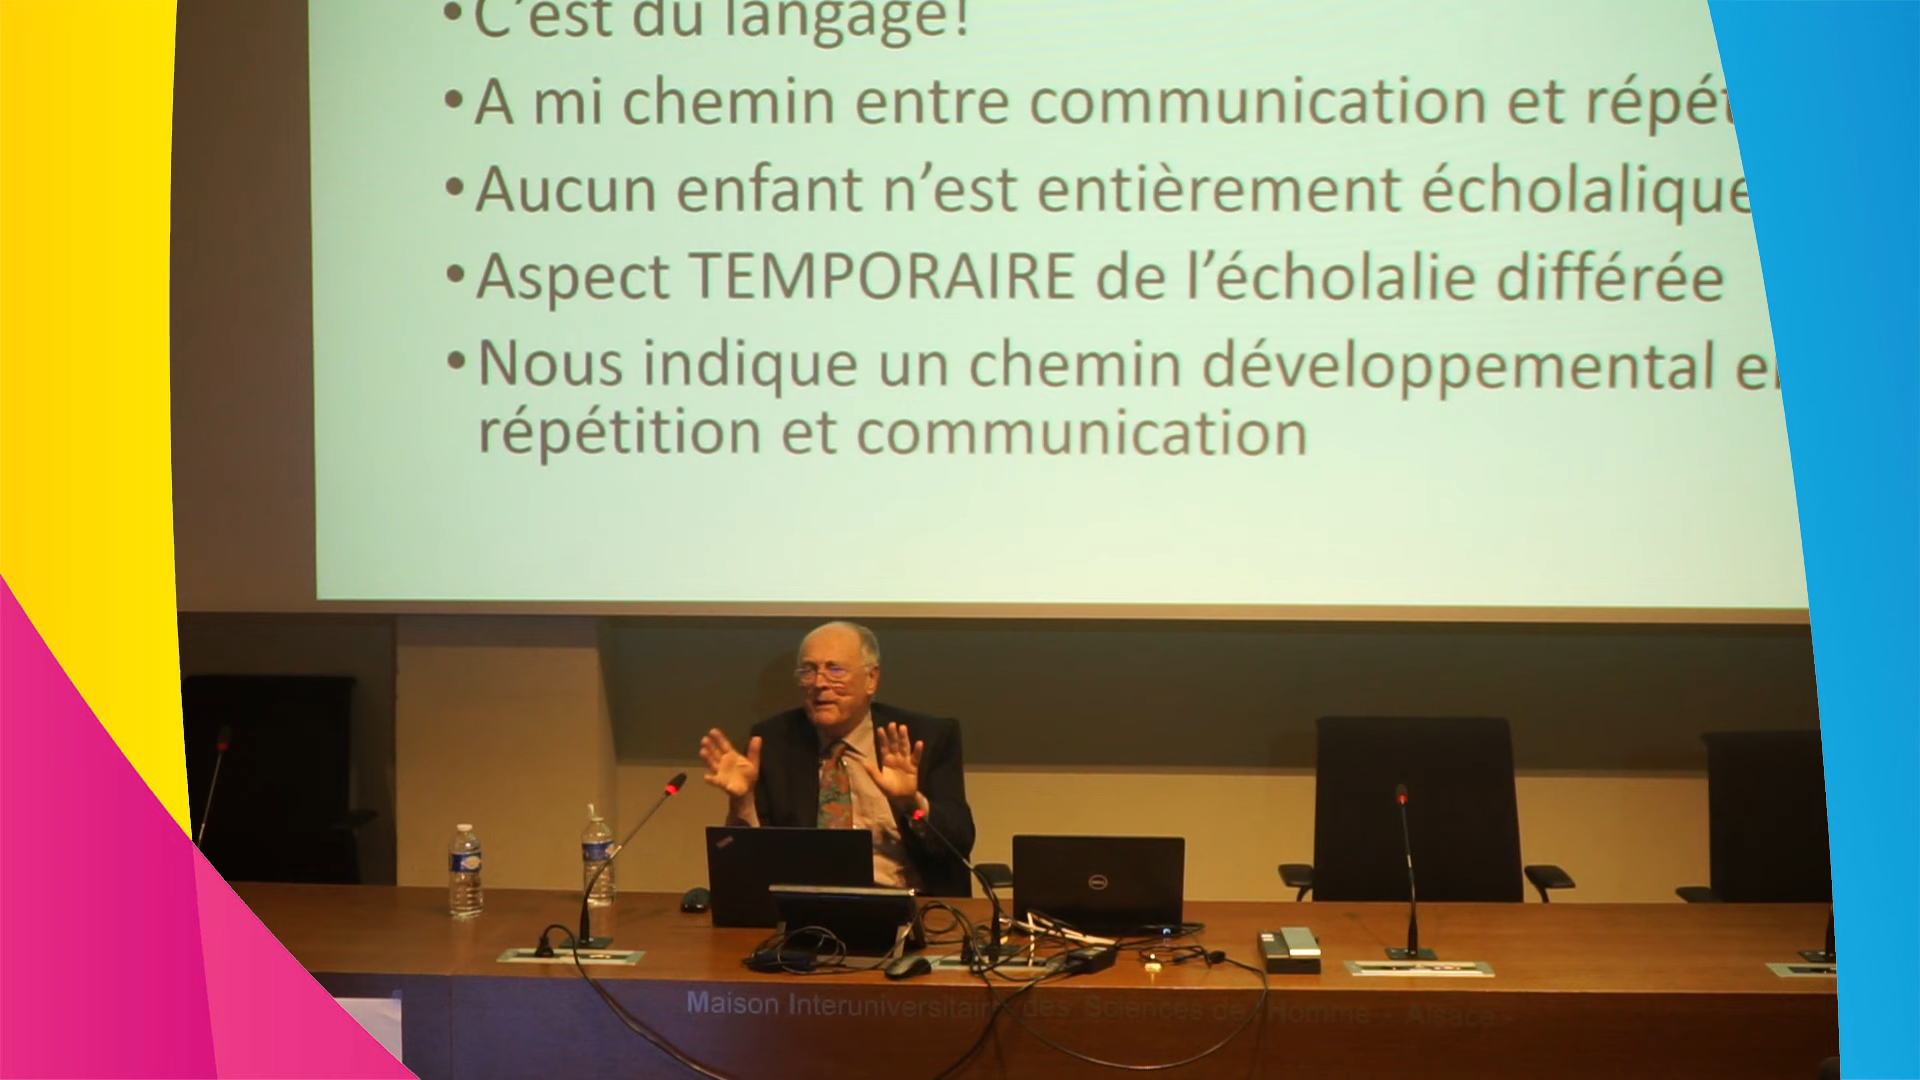 • C'est du langage!
• A mi chemin entre communication et répét
• Aucun enfant n'est entièrement écholalique
• Aspect TEMPORAIRE de l'écholalie différée
• Nous indique un chemin développemental e
répétition et communication
DELL
Maison Interuniversitaire des Sciences de l'Homme - Alsace